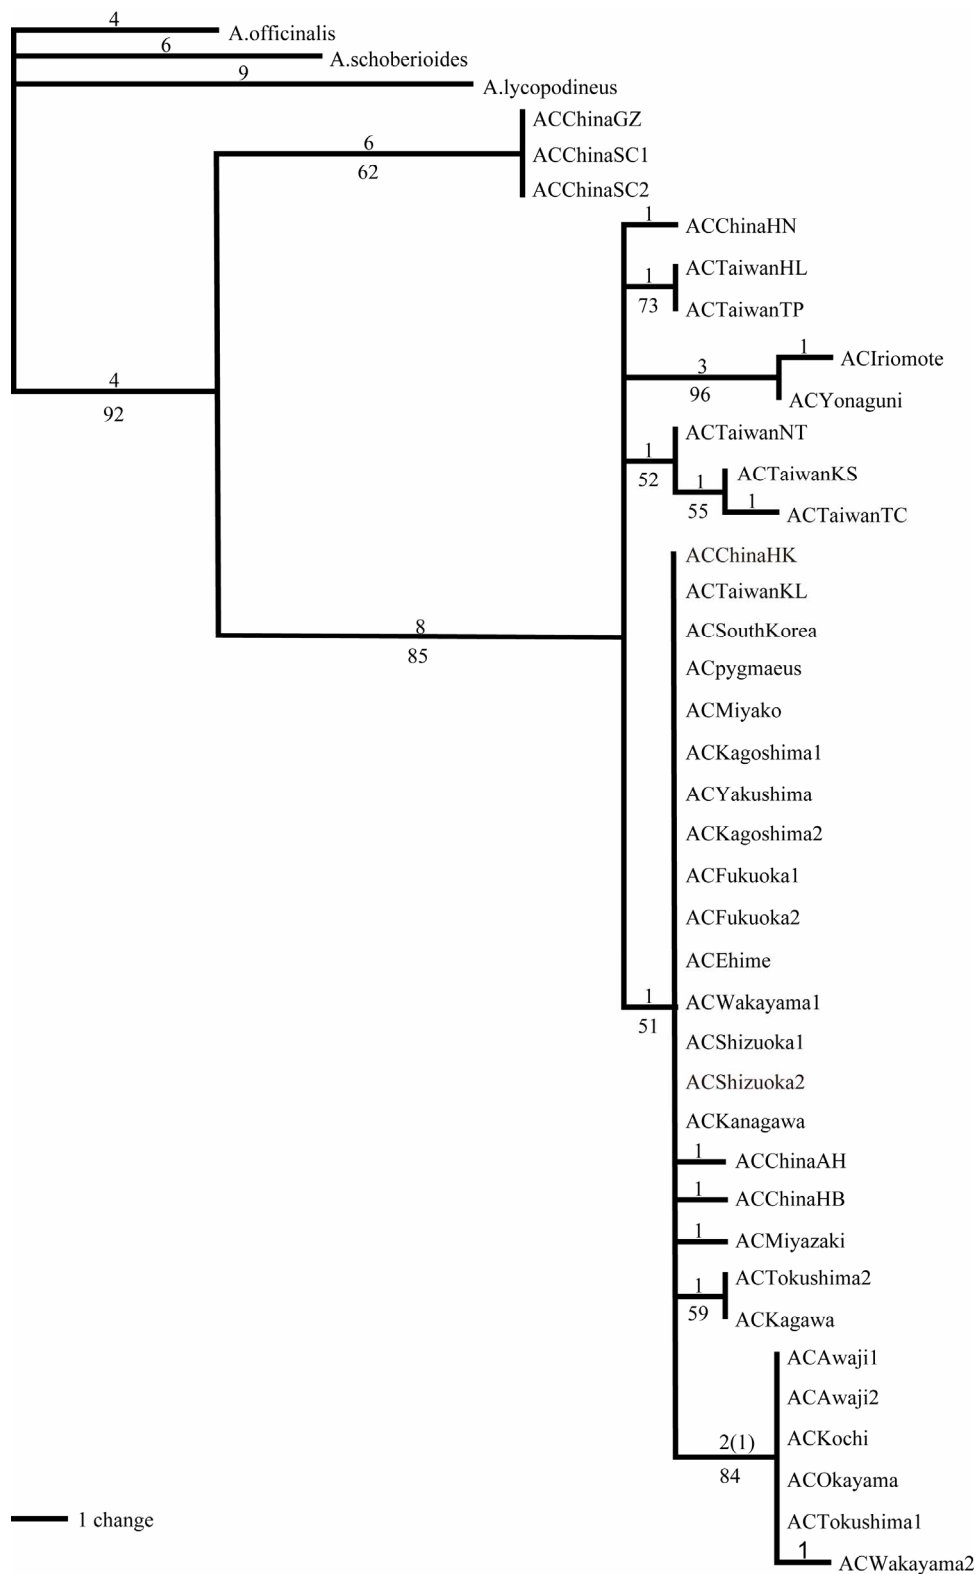 4
A.officinalis
6
A.schoberioides
9
A.lycopodineus
ACChinaGZ
6
ACChinaSC1
62
ACChinaSC2
1
ACChinaHN
ACTaiwanHL
1
73
ACTaiwanTP
1
ACIriomote
3
96
ACYonaguni
4
92
ACTaiwanNT
1
52
ACTaiwanKS
1
55
1
ACTaiwanTC
ACChinaHK
ACTaiwanKL
8
ACSouthKorea
85
ACpygmaeus
ACMiyako
ACKagoshima1
ACYakushima
ACKagoshima2
ACFukuoka1
ACFukuoka2
ACEhime
1
ACWakayama1
51
ACShizuoka1
ACShizuoka2
ACKanagawa
1
ACChinaAH
1
ACChinaHB
1
ACMiyazaki
ACTokushima2
1
59
ACKagawa
ACAwaji1
ACAwaji2
ACKochi
2(1)
84
ACOkayama
1 change
ACTokushima1
1
ACWakayama2